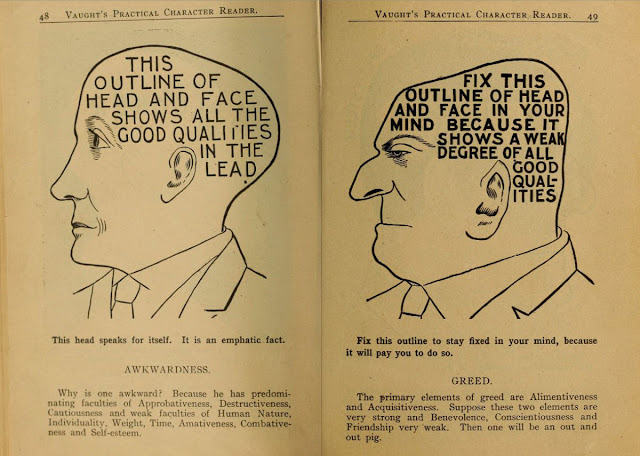 48 VAUGHT'S PRACTICAL CHARACTER READER.
THIS
OUTLINE OF
HEAD AND FACE
SHOWS ALL THE
GOOD QUALITIES
IN THE
LEAD
This head speaks for itself. It is an emphatic fact.
AWKWARDNESS.
Why is one awkward? Because he has predomi-
nating faculties of Approbativeness, Destructiveness,
Cautiousness and weak faculties of Human Nature,
Individuality, Weight, Time, Amativeness, Combative-
ness and Self-esteem.
VAUGHT'S PRACTICAL CHARACTER READER. 49
FIX THIS
OUTLINE OF HEAD
AND FACE IN YOUR
MIND BECAUSE IT
SHOWS A WEAK
DEGREE OF ALL
GOOD
QUAL-
ITIES
Fix this outline to stay fixed in your mind, because
it will pay you to do so.
GREED.
The primary elements of greed are Alimentiveness
and Acquisitiveness. Suppose these two elements are
very strong and Benevolence, Conscientiousness and
Friendship very weak. Then one will be an out and
out pig.